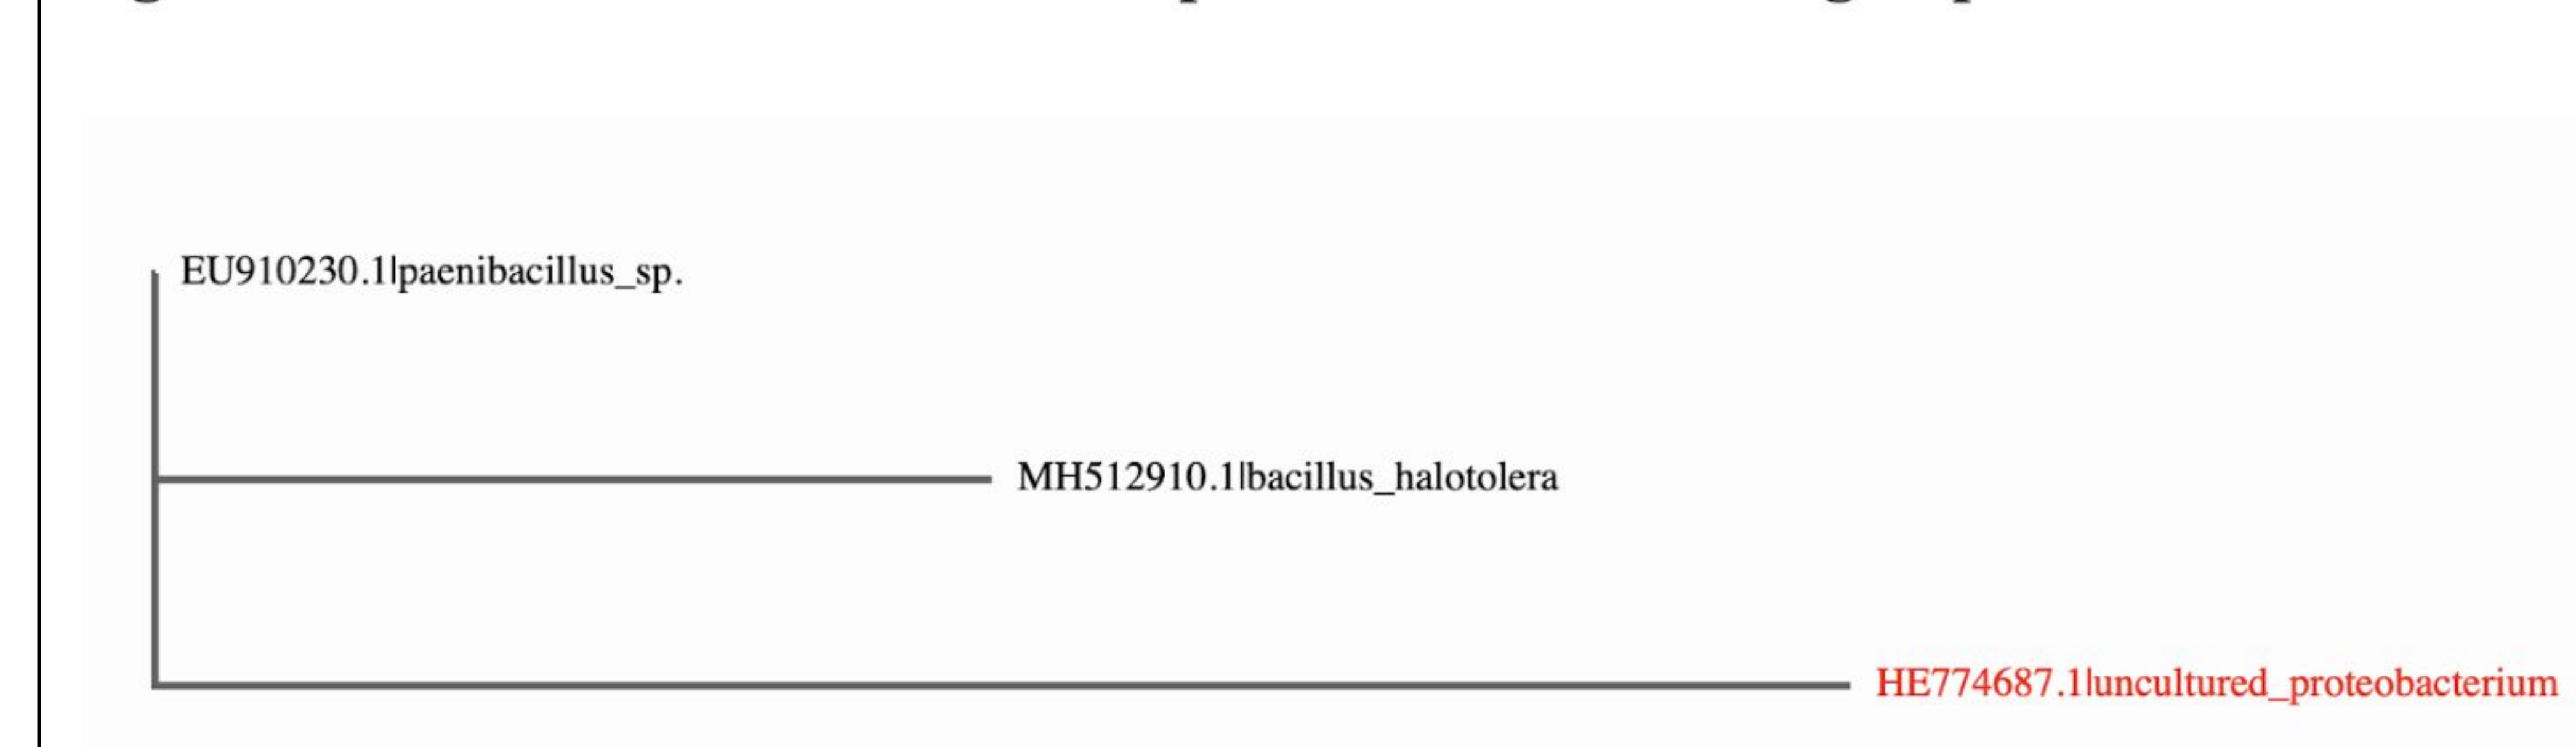 EU910230.1|paenibacillus_sp.
MH512910.1|bacillus_halotolera
HE774687.1|uncultured_proteobacterium